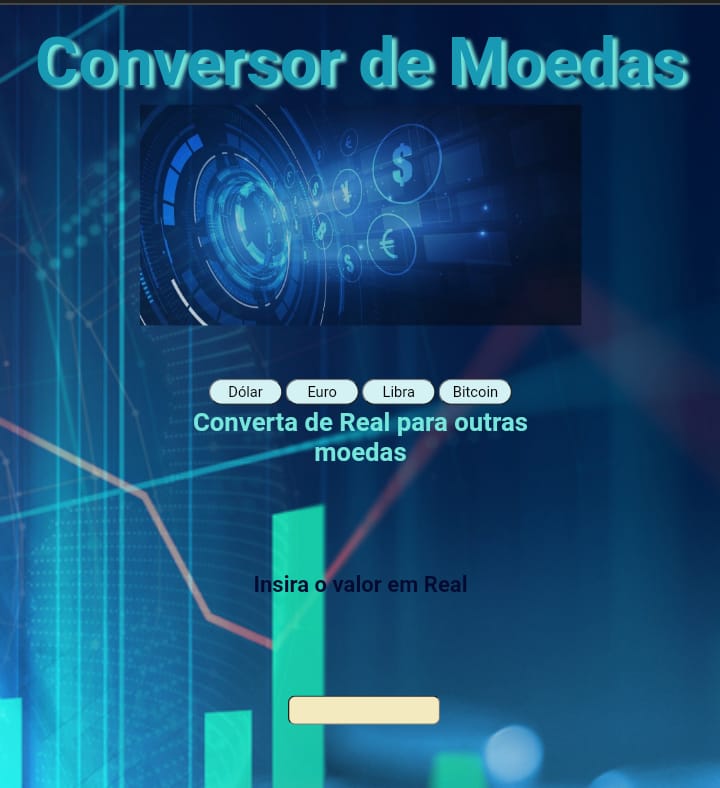 Conversor de Moedas
$
€
¥
€
$
Dólar Euro Libra Bitcoin
Converta de Real para outras
moedas
Insira o valor em Real